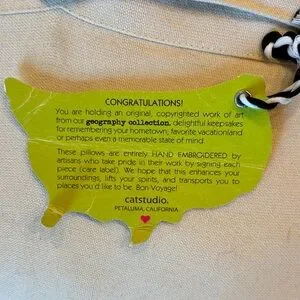 CONGRATULATIONS!
You are holding an original, copyrighted work of art
from our geography collection, delightful keepsakes
for remembering your hometown, favorite vacationland
or perhaps even a memorable state of mind.
These pillows are entirely HAND EMBROIDERED by
artisans who take pride in their work by signing each
piece (care label). We hope that this enhances your
surroundings, lifts your spirits, and transports you to
places you'd like to be. Bon Voyage!
catstudio.
PETALUMA, CALIFORNIA